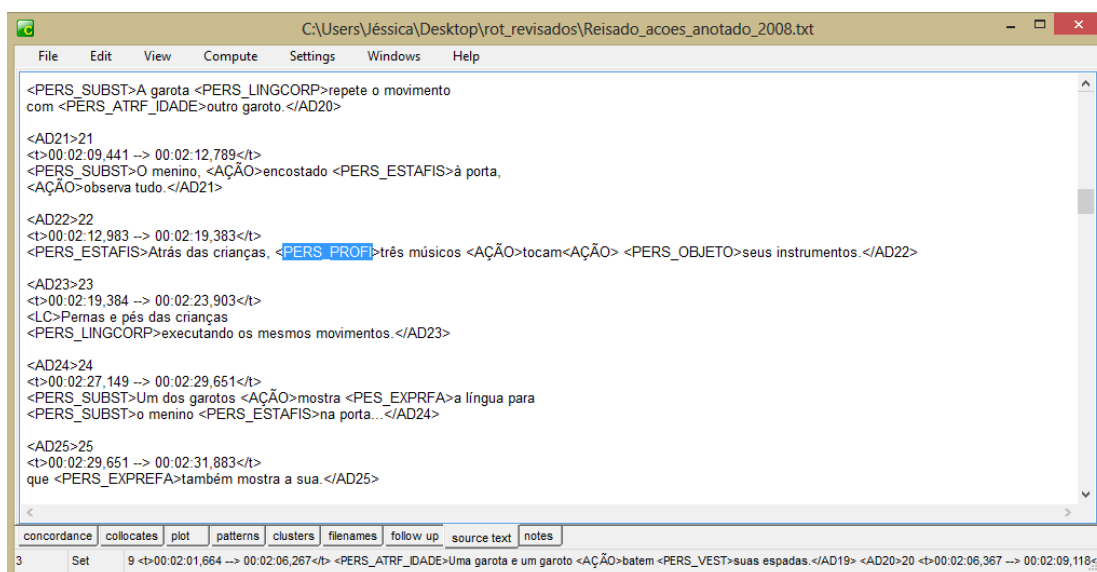 C:\Users\Jéssica\Desktop\rot_revisados\Reisado_acoes_anotado_2008.txt
File Edit View Compute Settings Windows Help
<PERS_SUBST>A garota <PERS_LINGCORP>repete o movimento
com <PERS_ATRF_IDADE>outro garoto.</AD20>
<AD21>21
<t>00:02:09,441 --> 00:02:12,789</t>
<PERS_SUBST>O menino, <AÇÃO>encostado <PERS_ESTAFIS>à porta,
<AÇÃO>observa tudo.</AD21>
<AD22>22
<t>00:02:12,983 --> 00:02:19,383</t>
<PERS_ESTAFIS>Atrás das crianças, <PERS_PROFI>três músicos <AÇÃO>tocam<AÇÃO> <PERS_OBJETO>seus instrumentos.</AD22>
<AD23>23
<t>00:02:19,384 --> 00:02:23,903</t>
<LC>Pernas e pés das crianças
<PERS_LINGCORP>executando os mesmos movimentos.</AD23>
<AD24>24
<t>00:02:27,149 --> 00:02:29,651</t>
<PERS_SUBST>Um dos garotos <AÇÃO>mostra <PES_EXPRFA>a língua para
<PERS_SUBST>o menino <PERS_ESTAFIS>na porta...</AD24>
<AD25>25
<t>00:02:29,651 --> 00:02:31,883</t>
que <PERS_EXPREFA>também mostra a sua.</AD25>
concordance collocates plot patterns clusters filenames follow up source text notes
3 Set 9 <t>00:02:01,664 --> 00:02:06,267</t> <PERS_ATRF_IDADE>Uma garota e um garoto <AÇÃO>batem <PERS_VEST>suas espadas.</AD19> <AD20>20 <t>00:02:06,367 --> 00:02:09,118<